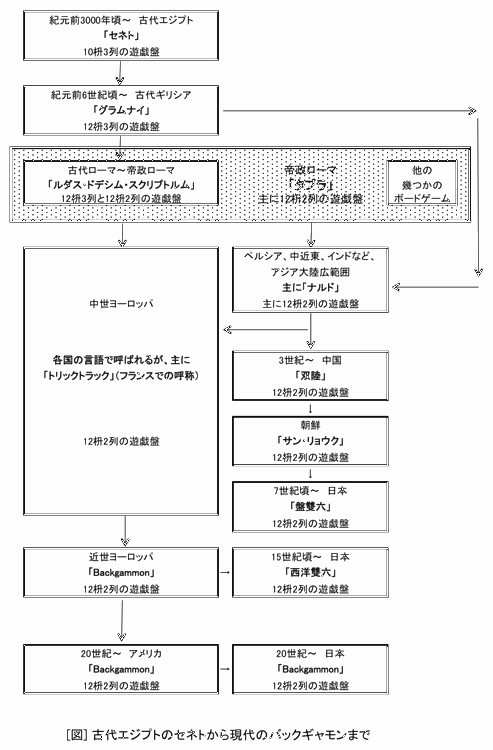 紀元前3000年頃～ 古代エジプト
「セネト」
10枡3列の遊戯盤
紀元前6世紀頃～ 古代ギリシア
「グラムナイ」
12枡3列の遊戯盤
古代ローマ～帝政ローマ
「ルダス・ドデシム・スクリプトルム」
12枡3列と12枡2列の遊戯盤
帝政ローマ
「タブラ」
主に12枡2列の遊戯盤
他の
幾つかの
ボードゲーム
ペルシア、中近東、インドなど、
アジア大陸広範囲
主に「ナルド」
主に12枡2列の遊戯盤
中世ヨーロッパ
各国の言語で呼ばれるが、主に
「トリックトラック」（フランスでの呼称）
12枡2列の遊戯盤
3世紀～ 中国
「双陸」
12枡2列の遊戯盤
朝鮮
「サン・リョウク」
12枡2列の遊戯盤
7世紀頃～ 日本
「盤雙六」
12枡2列の遊戯盤
近世ヨーロッパ
「Backgammon」
12枡2列の遊戯盤
15世紀頃～ 日本
「西洋雙六」
12枡2列の遊戯盤
20世紀～ アメリカ
「Backgammon」
12枡2列の遊戯盤
20世紀～ 日本
「Backgammon」
12枡2列の遊戯盤
[図] 古代エジプトのセネトから現代のバックギャモンまで